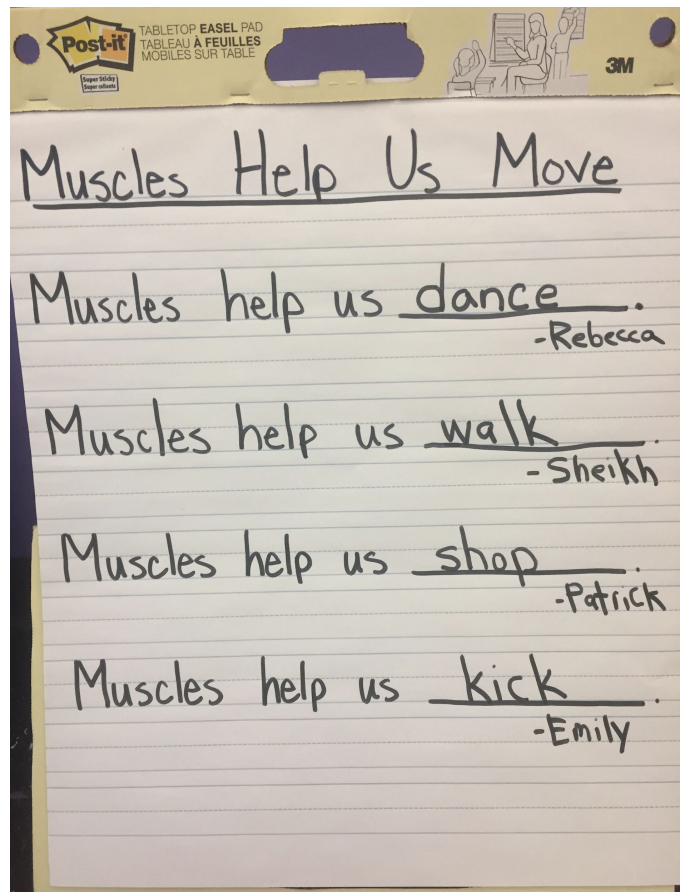 Post-it
Super Sticky
Super collants
TABLETOP EASEL PAD
TABLEAU À FEUILLES
MOBILES SUR TABLE
3M
Muscles Help Us Move
Muscles help us dance.
-Rebecca
Muscles help us walk.
-Sheikh
Muscles help us shop.
-Patrick
Muscles help us kick.
-Emily